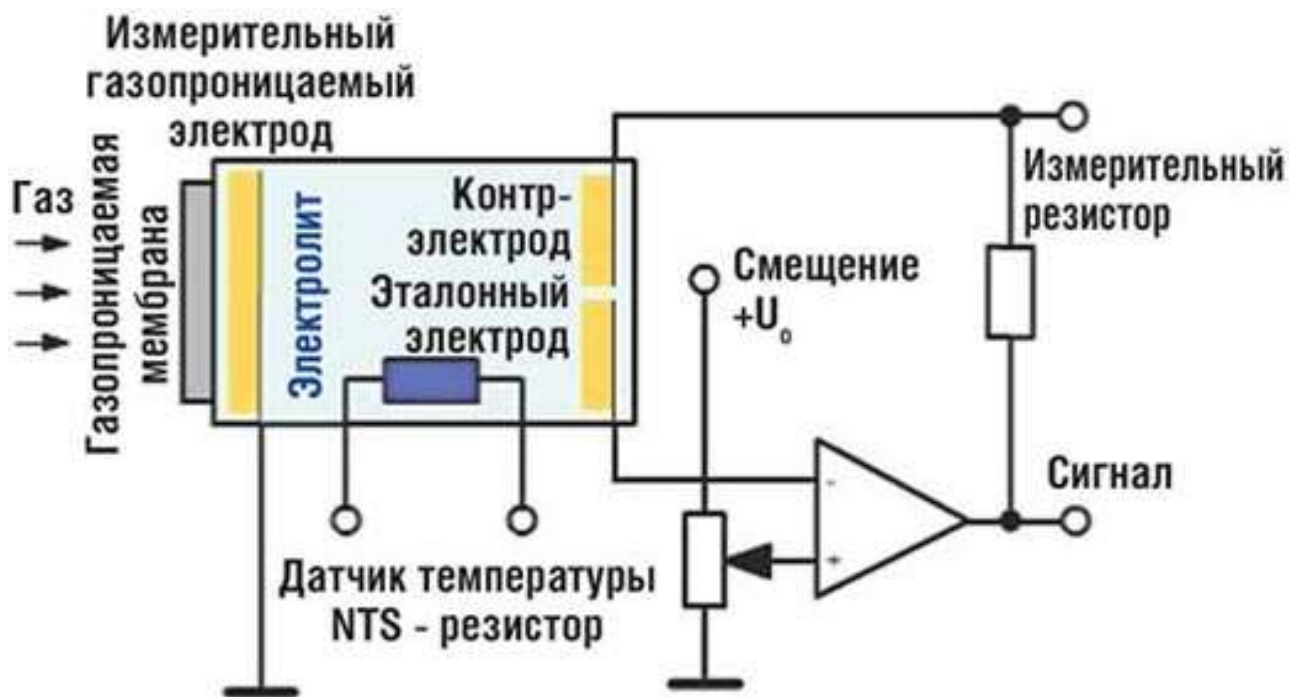 Измерительный
газопроницаемый
электрод
Газ
Газопроницаемая
мембрана
Электролит
Контр-
электрод
Эталонный
электрод
Смещение
+U₀
Измерительный
резистор
-
+
Сигнал
Датчик температуры
NTS - резистор